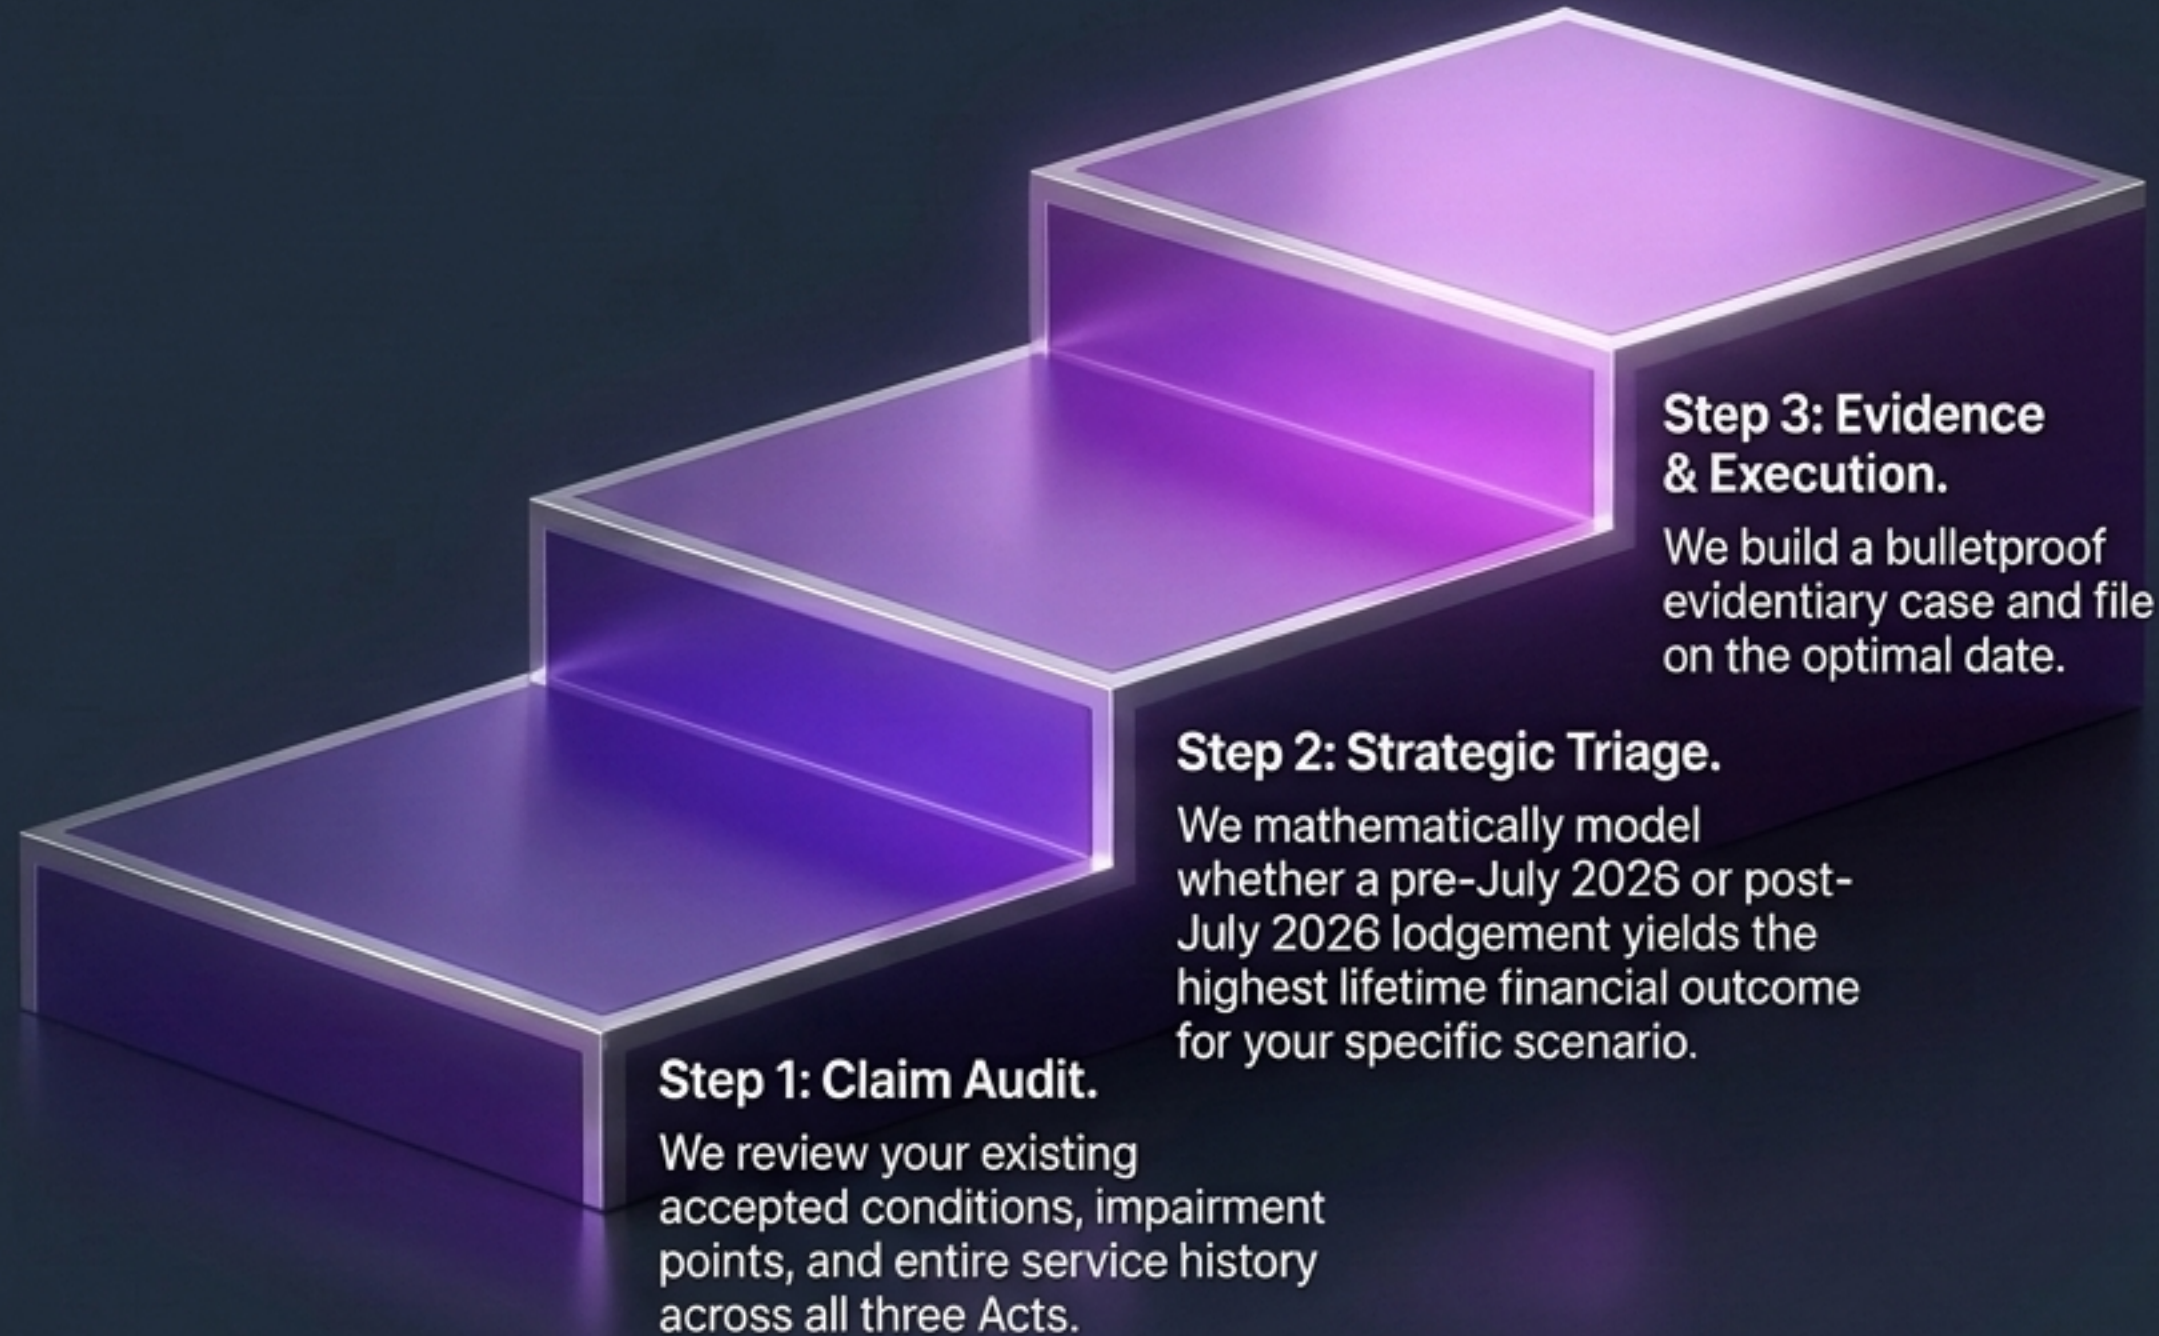 Step 3: Evidence
& Execution.
We build a bulletproof
evidentiary case and file
on the optimal date.
Step 2: Strategic Triage.
We mathematically model
whether a pre-July 2026 or post-
July 2026 lodgement yields the
highest lifetime financial outcome
for your specific scenario.
Step 1: Claim Audit.
We review your existing
accepted conditions, impairment
points, and entire service history
across all three Acts.